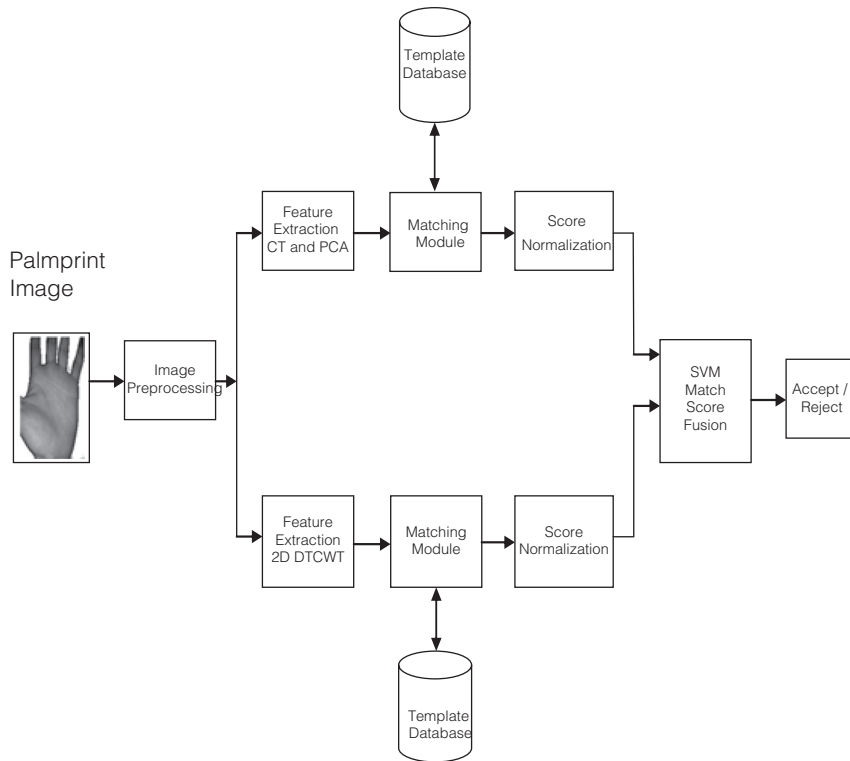 Template
Database
Feature
Extraction
CT and PCA
Matching
Module
Score
Normalization
Palmprint
Image
Image
Preprocessing
SVM
Match
Score
Fusion
Accept /
Reject
Feature
Extraction
2D DTCWT
Matching
Module
Score
Normalization
Template
Database